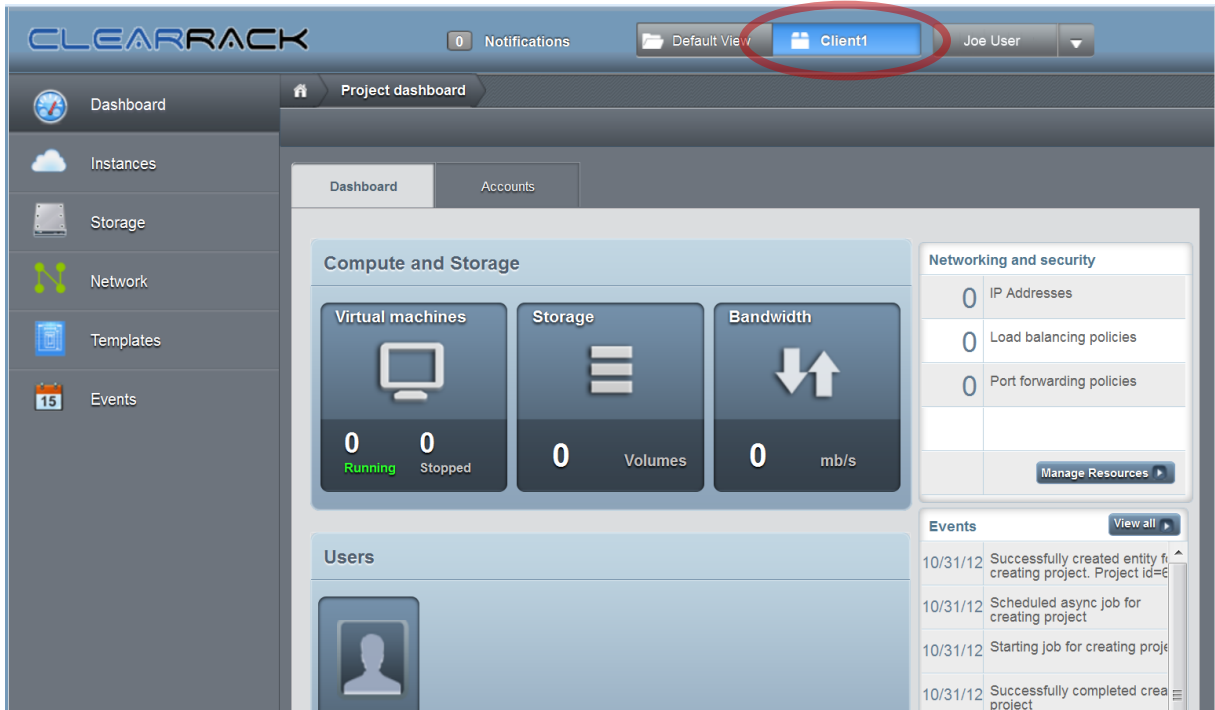 CLEARRACK
0 Notifications
Default View
Client1
Joe User
Project dashboard
Dashboard
Instances
Storage
Network
Templates
15
Events
Dashboard
Accounts
Compute and Storage
Virtual machines
0 0
Running Stopped
Storage
0 Volumes
Bandwidth
0 mb/s
Networking and security
0 IP Addresses
0 Load balancing policies
0 Port forwarding policies
Manage Resources
Users
Events
View all
10/31/12 Successfully created entity
creating project. Project
10/31/12 Scheduled async job for
creating project
10/31/12 Starting job for creating
10/31/12 Successfully completed
project